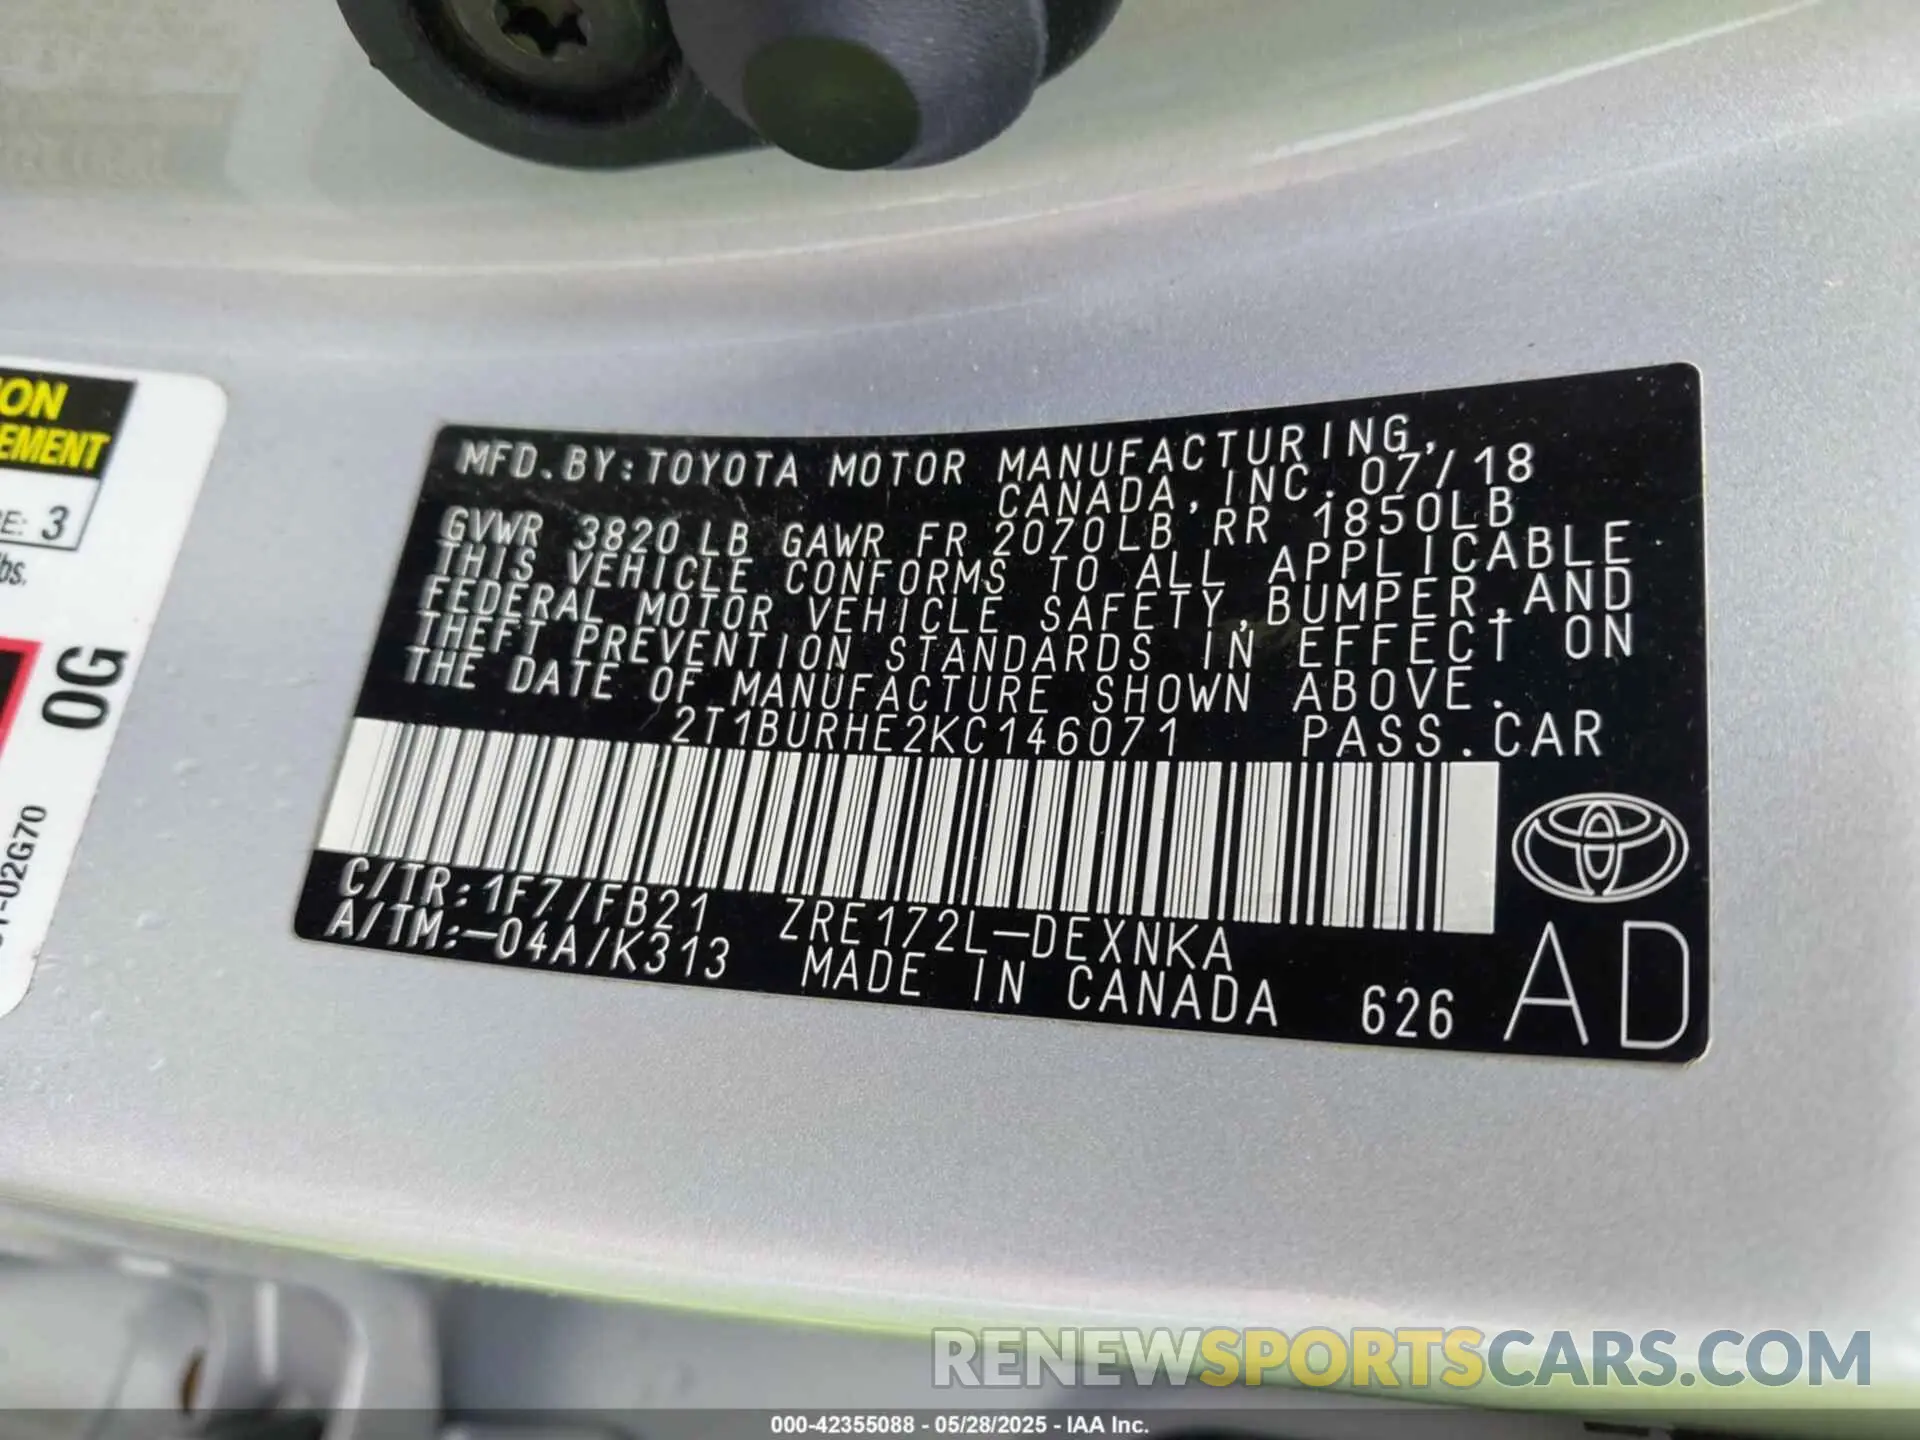 ION
EMENT
E: 3
lbs.
0G
-02G70
MFD.BY:TOYOTA MOTOR MANUFACTURING,
CANADA,INC. 07/18
GVWR 3820LB GAWR FR 2070LB RR 1850LB
THIS VEHICLE CONFORMS TO ALL APPLICABLE
FEDERAL MOTOR VEHICLE SAFETY,BUMPER,AND
THEFT PREVENTION STANDARDS IN EFFECT ON
THE DATE OF MANUFACTURE SHOWN ABOVE.
2T1BURHE2KC146071 PASS.CAR
C/TR:1F7/FB21 ZRE172L-DEXNKA
A/TM:-04A/K313 MADE IN CANADA 626 AD
RENEWSPORTSCARS.COM
000-42355088 - 05/28/2025 - IAA Inc.